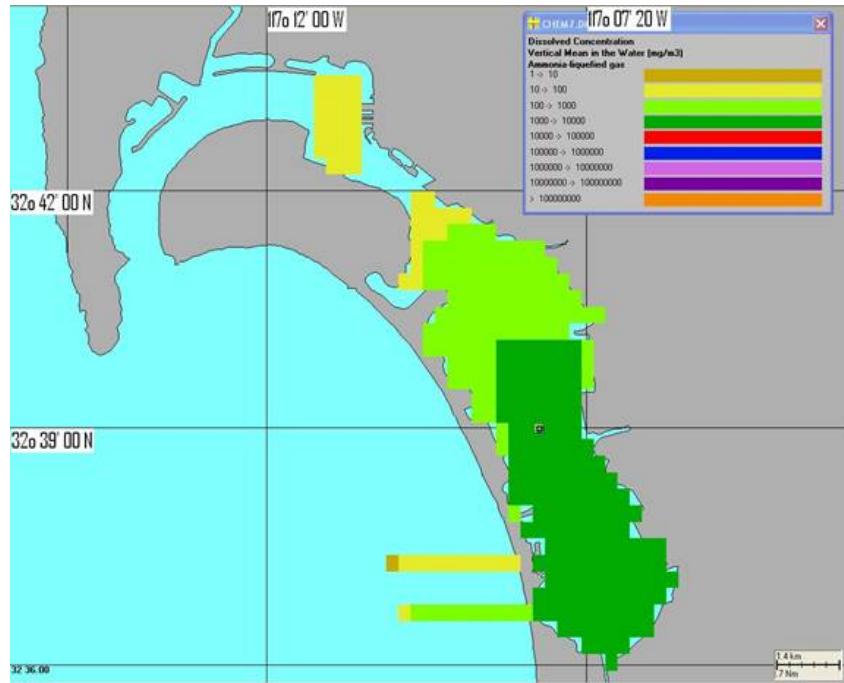 117o 12' 00 W
117o 07' 20 W
CHEM7.D
Dissolved Concentration
Vertical Mean in the Water (mg/m3)
Ammonia-liquefied gas
1 -> 10
10 -> 100
100 -> 1000
1000 -> 10000
10000 -> 100000
100000 -> 1000000
1000000 -> 10000000
10000000 -> 100000000
> 100000000
32o 42' 00 N
32o 39' 00 N
32 36.00
1.4 km
.7 Nm